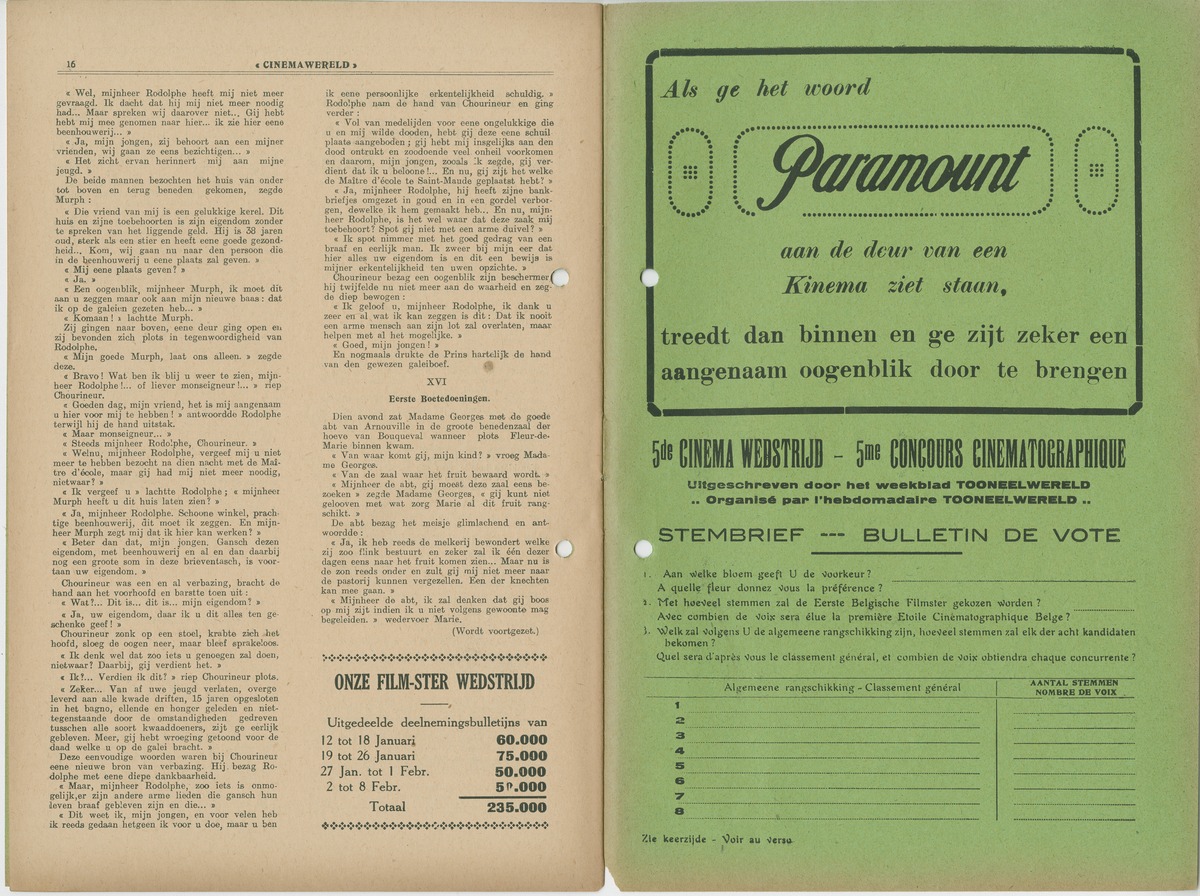 16
« CINEMAWERELD »
« Wel, mijnheer Rodolphe heeft mij niet meer
gevraagd. Ik dacht dat hij mij niet meer noodig
had... Maar spreken wij daarover niet... Gij hebt
hebt mij mee genomen naar hier... ik zie hier eene
beenhouwerij... »
« Ja, mijn jongen, zij behoort aan een mijner
vrienden, wij gaan ze eens bezichtigen... »
« Het zicht ervan herinnert mij aan mijne
jeugd. »
De beide mannen bezochten het huis van onder
tot boven en terug beneden gekomen, zegde
Murph :
« Die vriend van mij is een gelukkige kerel. Dit
huis en zijne toebehoorten is zijn eigendom zonder
te spreken van het liggende geld. Hij is 38 jaren
oud, sterk als een stier en heeft eene goede gezond-
heid... Kom, wij gaan nu naar den persoon die
in de beenhouwerij u eene plaats zal geven. »
« Mij eene plaats geven? »
« Ja. »
« Een oogenblik, mijnheer Murph, ik moet dit
aan u zeggen maar ook aan mijn nieuwe baas : dat
ik op de galeien gezeten heb... »
« Komaan! » lachtte Murph.
Zij gingen naar boven, eene deur ging open en
zij bevonden zich plots in tegenwoordigheid van
Rodolphe.
« Mijn goede Murph, laat ons alleen. » zegde
deze.
« Bravo! Wat ben ik blij u weer te zien, mijn-
heer Rodolphe!... of liever monseigneur!... » riep
Chourineur.
« Goeden dag, mijn vriend, het is mij aangenaam
u hier voor mij te hebben! » antwoordde Rodolphe
terwijl hij de hand uitstak.
« Maar monseigneur... »
« Steeds mijnheer Rodolphe, Chourineur. »
« Welnu, mijnheer Rodolphe, vergeef mij u niet
meer te hebben bezocht na dien nacht met de Maî-
tre d'école, maar gij had mij niet meer noodig,
nietwaar? »
« Ik vergeef u » lachtte Rodolphe ; « mijnheer
Murph heeft u dit huis laten zien? »
« Ja, mijnheer Rodolphe. Schoone winkel, prach-
tige beenhouwerij, dit moet ik zeggen. En mijn-
heer Murph zegt mij dat ik hier kan werken? »
« Beter dan dat, mijn jongen. Gansch dezen
eigendom, met beenhouwerij en al en dan daarbij
nog een groote som in deze brieventasch, is voor-
taan uw eigendom. »
Chourineur was een en al verbazing, bracht de
hand aan het voorhoofd en barstte toen uit :
« Wat?... Dit is... dit is... mijn eigendom? »
« Ja, uw eigendom, daar ik u dit alles ten ge-
schenke geef! »
Chourineur zonk op een stoel, krabte zich het
hoofd, sloeg de oogen neer, maar bleef sprakeloos.
« Ik denk wel dat zoo iets u genoegen zal doen,
nietwaar? Daarbij, gij verdient het. »
« Ik?... Verdien ik dit? » riep Chourineur plots.
« Zeker... Van af uwe jeugd verlaten, overge
leverd aan alle kwade driften, 15 jaren opgesloten
in het bagno, ellende en honger geleden en niet-
tegenstaande door de omstandigheden gedreven
tusschen alle soort kwaaddoeners, zijt ge eerlijk
gebleven. Meer, gij hebt wroeging getoond voor de
daad welke u op de galei bracht. »
Deze eenvoudige woorden waren bij Chourineur
eene nieuwe bron van verbazing. Hij bezag Ro-
dolphe met eene diepe dankbaarheid.
« Maar, mijnheer Rodolphe, zoo iets is onmo-
gelijk,er zijn andere arme lieden die gansch hun
leven braaf gebleven zijn en die... »
« Dit weet ik, mijn jongen, en voor velen heb
ik reeds gedaan hetgeen ik voor u doe, maar u ben
ik eene persoonlijke erkentelijkheid schuldig. »
Rodolphe nam de hand van Chourineur en ging
verder :
« Vol van medelijden voor eene ongelukkige die
u en mij wilde dooden, hebt gij deze eene schuil
plaats aangeboden ; gij hebt mij insgelijks aan den
dood ontrukt en zoodoende veel onheil voorkomen
en daarom, mijn jongen, zooals ik zegde, gij ver-
dient dat ik u beloone!... En nu, gij zijt het welke
de Maître d'école te Saint-Maude geplaatst hebt? »
« Ja, mijnheer Rodolphe, hij heeft zijne bank-
briefjes omgezet in goud en in een gordel verbor-
gen, dewelke ik hem gemaakt heb... En nu, mijn-
heer Rodolphe, is het wel waar dat deze zaak mij
toebehoort? Spot gij niet met een arme duivel? »
« Ik spot nimmer met het goed gedrag van een
braaf en eerlijk man. Ik zweer bij mijn eer dat
hier alles uw eigendom is en dit een bewijs is
mijner erkentelijkheid ten uwen opzichte. »
Chourineur bezag een oogenblik zijn beschermer
hij twijfelde nu niet meer aan de waarheid en zeg-
de diep bewogen :
« Ik geloof u, mijnheer Rodolphe, ik dank u
zeer en al wat ik kan zeggen is dit : Dat ik nooit
een arme mensch aan zijn lot zal overlaten, maar
helpen met al het mogelijke. »
« Goed, mijn jongen! »
En nogmaals drukte de Prins hartelijk de hand
van den gewezen galeiboef.
XVI
Eerste Boetedoeningen.
Dien avond zat Madame Georges met de goede
abt van Arnouville in de groote benedenzaal der
hoeve van Bouqueval wanneer plots Fleur-de-
Marie binnen kwam.
« Van waar komt gij, mijn kind? » vroeg Mada-
me Georges.
« Van de zaal waar het fruit bewaard wordt. »
« Mijnheer de abt, gij moest deze zaal eens be-
zoeken » zegde Madame Georges, « gij kunt niet
gelooven met wat zorg Marie al dit fruit rang-
schikt. »
De abt bezag het meisje glimlachend en ant-
woordde :
« Ja, ik heb reeds de melkerij bewondert welke
zij zoo flink bestuurt en zeker zal ik één dezer
dagen eens naar het fruit komen zien... Maar nu is
de zon reeds onder en zult gij mij niet meer naar
de pastorij kunnen vergezellen. Een der knechten
kan mee gaan. »
« Mijnheer de abt, ik zal denken dat gij boos
op mij zijt indien ik u niet volgens gewoonte mag
begeleiden. » wedervoer Marie.
(Wordt voortgezet.)
ONZE FILM-STER WEDSTRIJD
Uitgedeelde deelnemingsbulletijns van
12 tot 18 Januari 60.000
19 tot 26 Januari 75.000
27 Jan. tot 1 Febr. 50.000
2 tot 8 Febr. 50.000
Totaal 235.000
Als ge het woord
Paramount
aan de deur van een
Kinema ziet staan,
treedt dan binnen en ge zijt zeker een
aangenaam oogenblik door te brengen
5de CINEMA WEDSTRIJD – 5me CONCOURS CINEMATOGRAPHIQUE
Uitgeschreven door het weekblad TOONEELWERELD
.. Organisé par l'hebdomadaire TOONEELWERELD ..
STEMBRIEF --- BULLETIN DE VOTE
1. Aan welke bloem geeft U de voorkeur?
A quelle fleur donnez vous la préférence ?
2. Met hoeveel stemmen zal de Eerste Belgische Filmster gekozen worden ?
Avec combien de voix sera élue la première Etoile Cinématographique Belge ?
3. Welk zal volgens U de algemeene rangschikking zijn, hoeveel stemmen zal elk der acht kandidaten
bekomen ?
Quel sera d'après vous le classement général, et combien de voix obtiendra chaque concurrente ?
Algemeene rangschikking - Classement général
AANTAL STEMMEN
NOMBRE DE VOIX
1
2
3
4
5
6
7
8
Zie keerzijde - Voir au verso